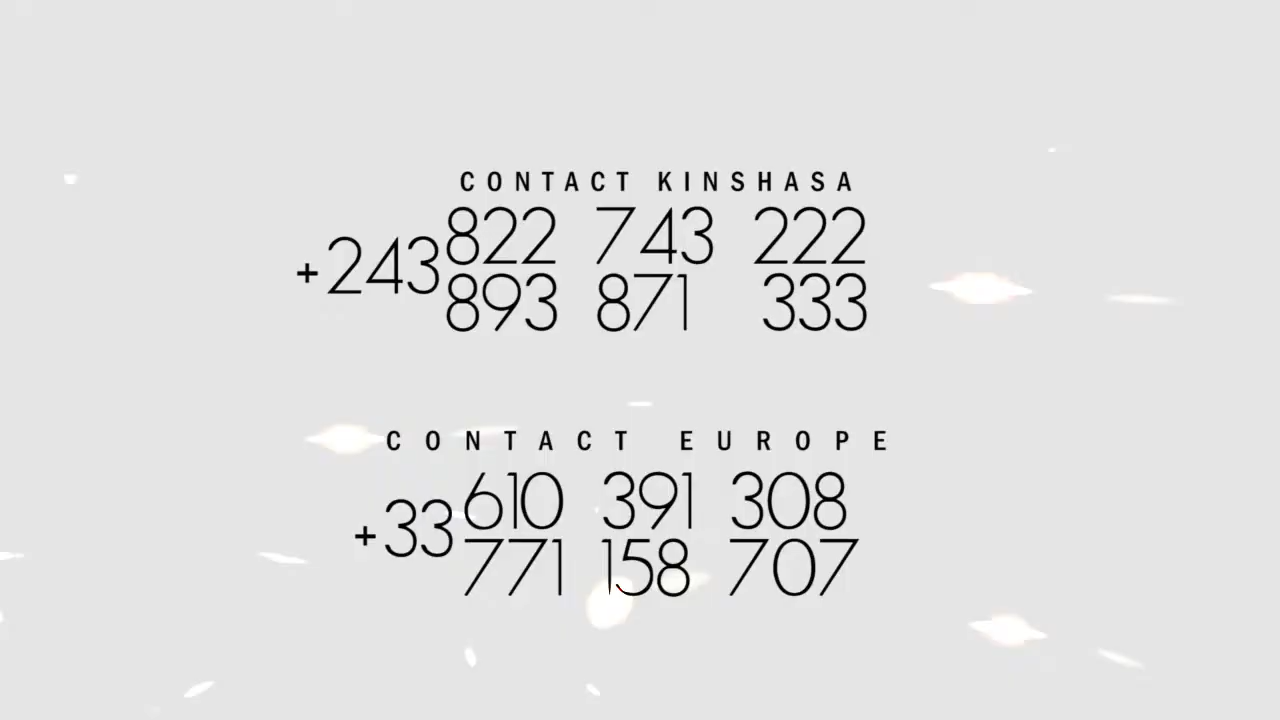 CONTACT KINSHASA
+243
822 743 222
893 871 333
CONTACT EUROPE
+33
610 391 308
771 158 707